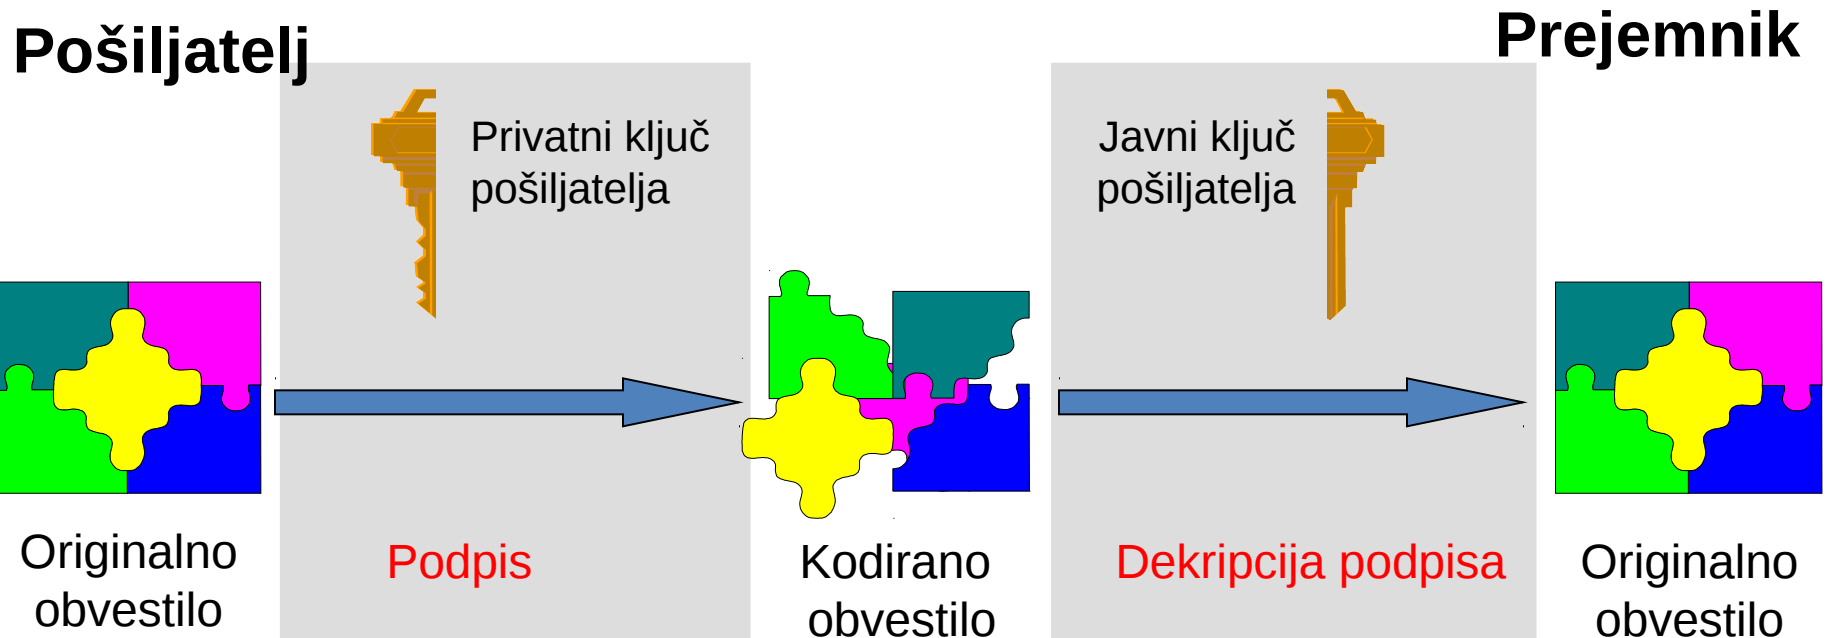 Pošiljatelj
Prejemnik
Privatni ključ
pošiljatelja
Javni ključ
pošiljatelja
Originalno
obvestilo
Podpis
Kodirano
obvestilo
Dekripcija podpisa
Originalno
obvestilo